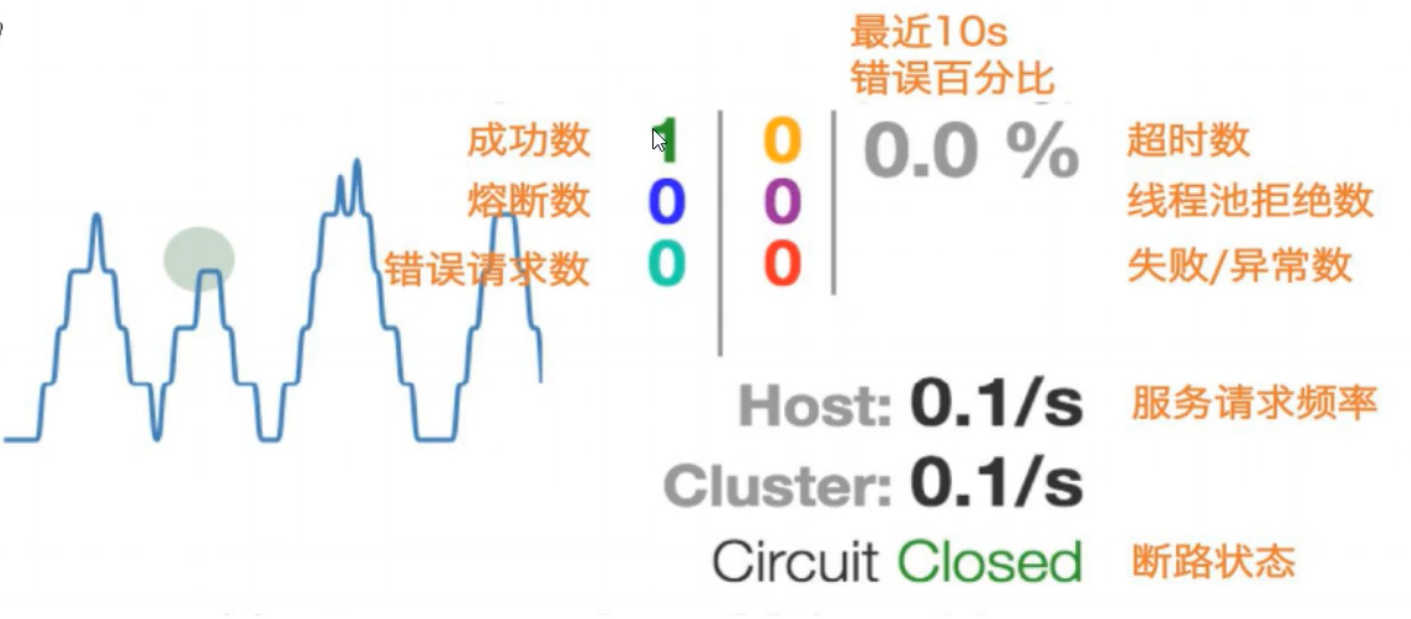 最近10s
错误百分比
成功数 1 0 0.0 % 超时数
熔断数 0 0 线程池拒绝数
错误请求数 0 0 失败/异常数
Host: 0.1/s 服务请求频率
Cluster: 0.1/s
Circuit Closed 断路状态